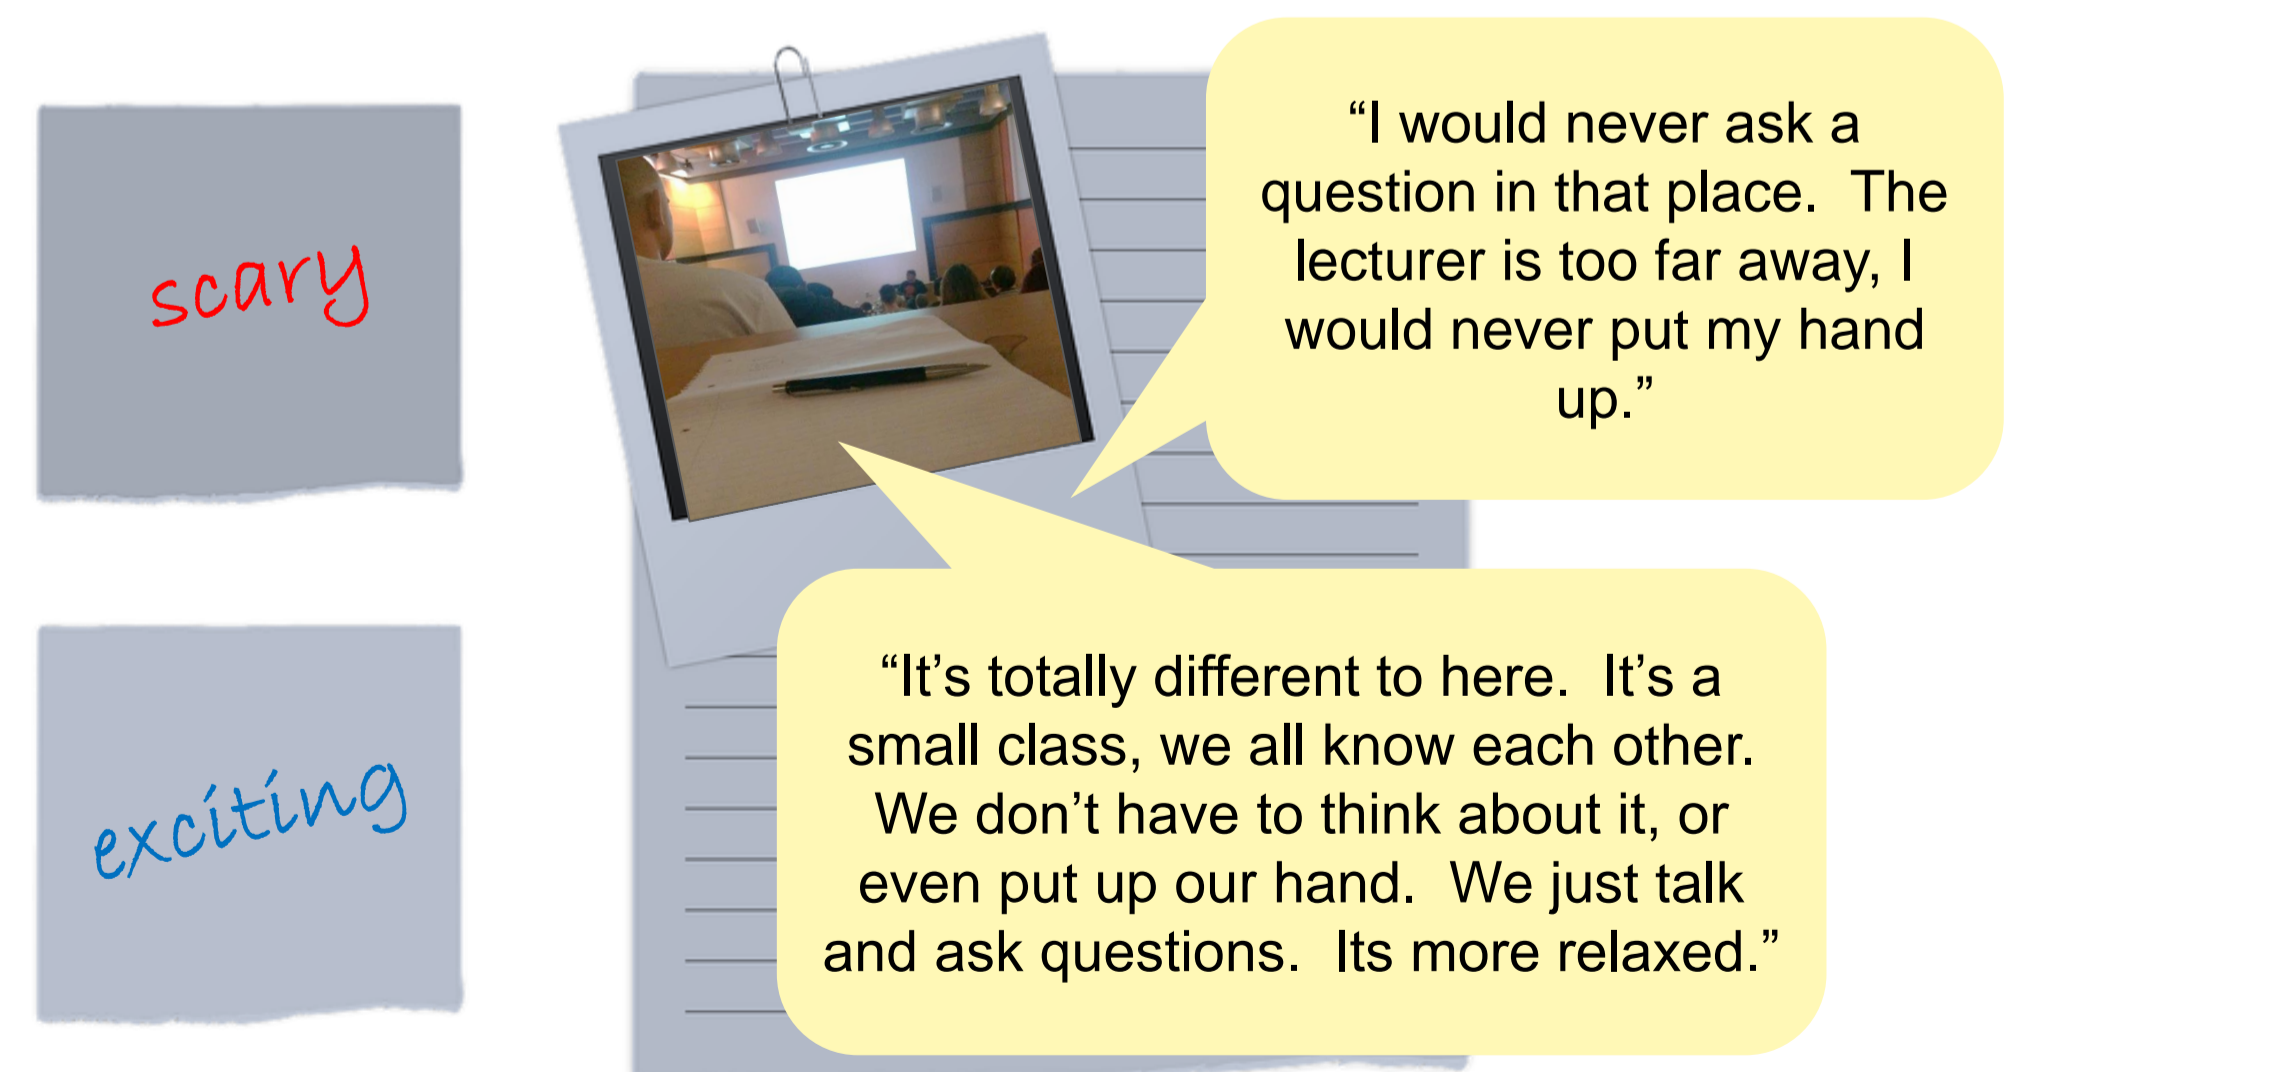 scary
exciting
“I would never ask a
question in that place.  The
lecturer is too far away, I
would never put my hand
up.”
“It’s totally different to here.  It’s a
small class, we all know each other.
We don’t have to think about it, or
even put up our hand.  We just talk
and ask questions.  Its more relaxed.”